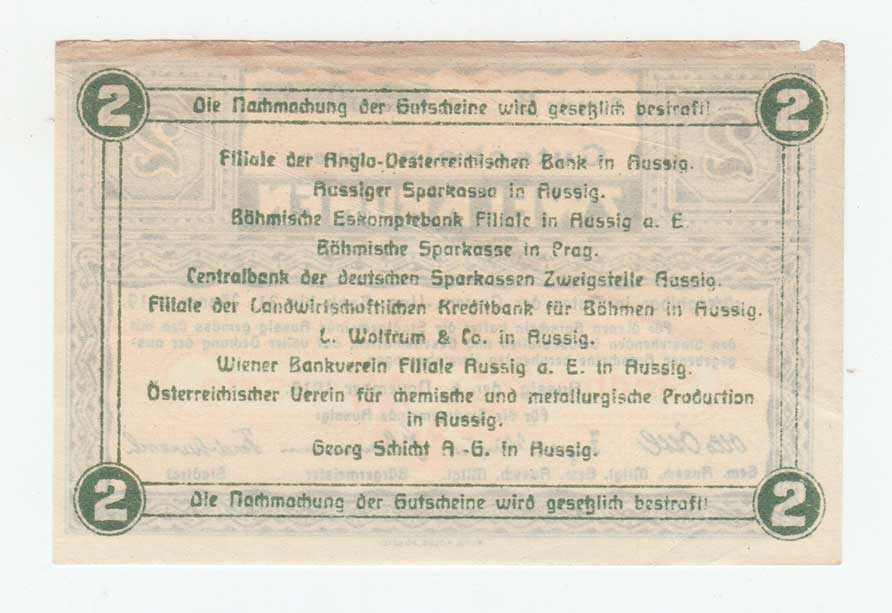 2 Die Nachmachung der Gutscheine wird gesetzlich bestraft! 2
Filiale der Anglo-Oesterreichischen Bank in Aussig.
Aussiger Sparkassa in Aussig.
Böhmische Eskomptebank Filiale in Aussig a. E.
Böhmische Sparkasse in Prag.
Centralbank der deutschen Sparkassen Zweigstelle Aussig.
Filiale der Landwirtschaftlichen Kreditbank für Böhmen in Aussig.
L. Wolfrum & Co. in Aussig.
Wiener Bankverein Filiale Aussig a. E. in Aussig.
Österreichischer Verein für chemische und metallurgische Production
in Aussig.
Georg Schicht A.-G. in Aussig.
2 Die Nachmachung der Gutscheine wird gesetzlich bestraft! 2